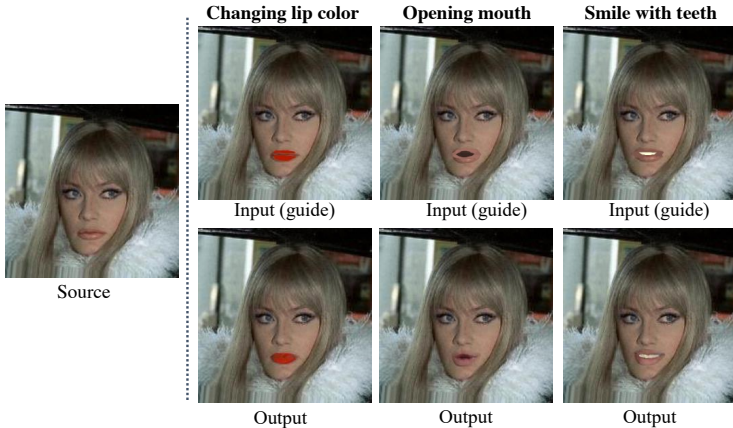 Changing lip color
Opening mouth
Smile with teeth
Input (guide)
Input (guide)
Input (guide)
Source
Output
Output
Output